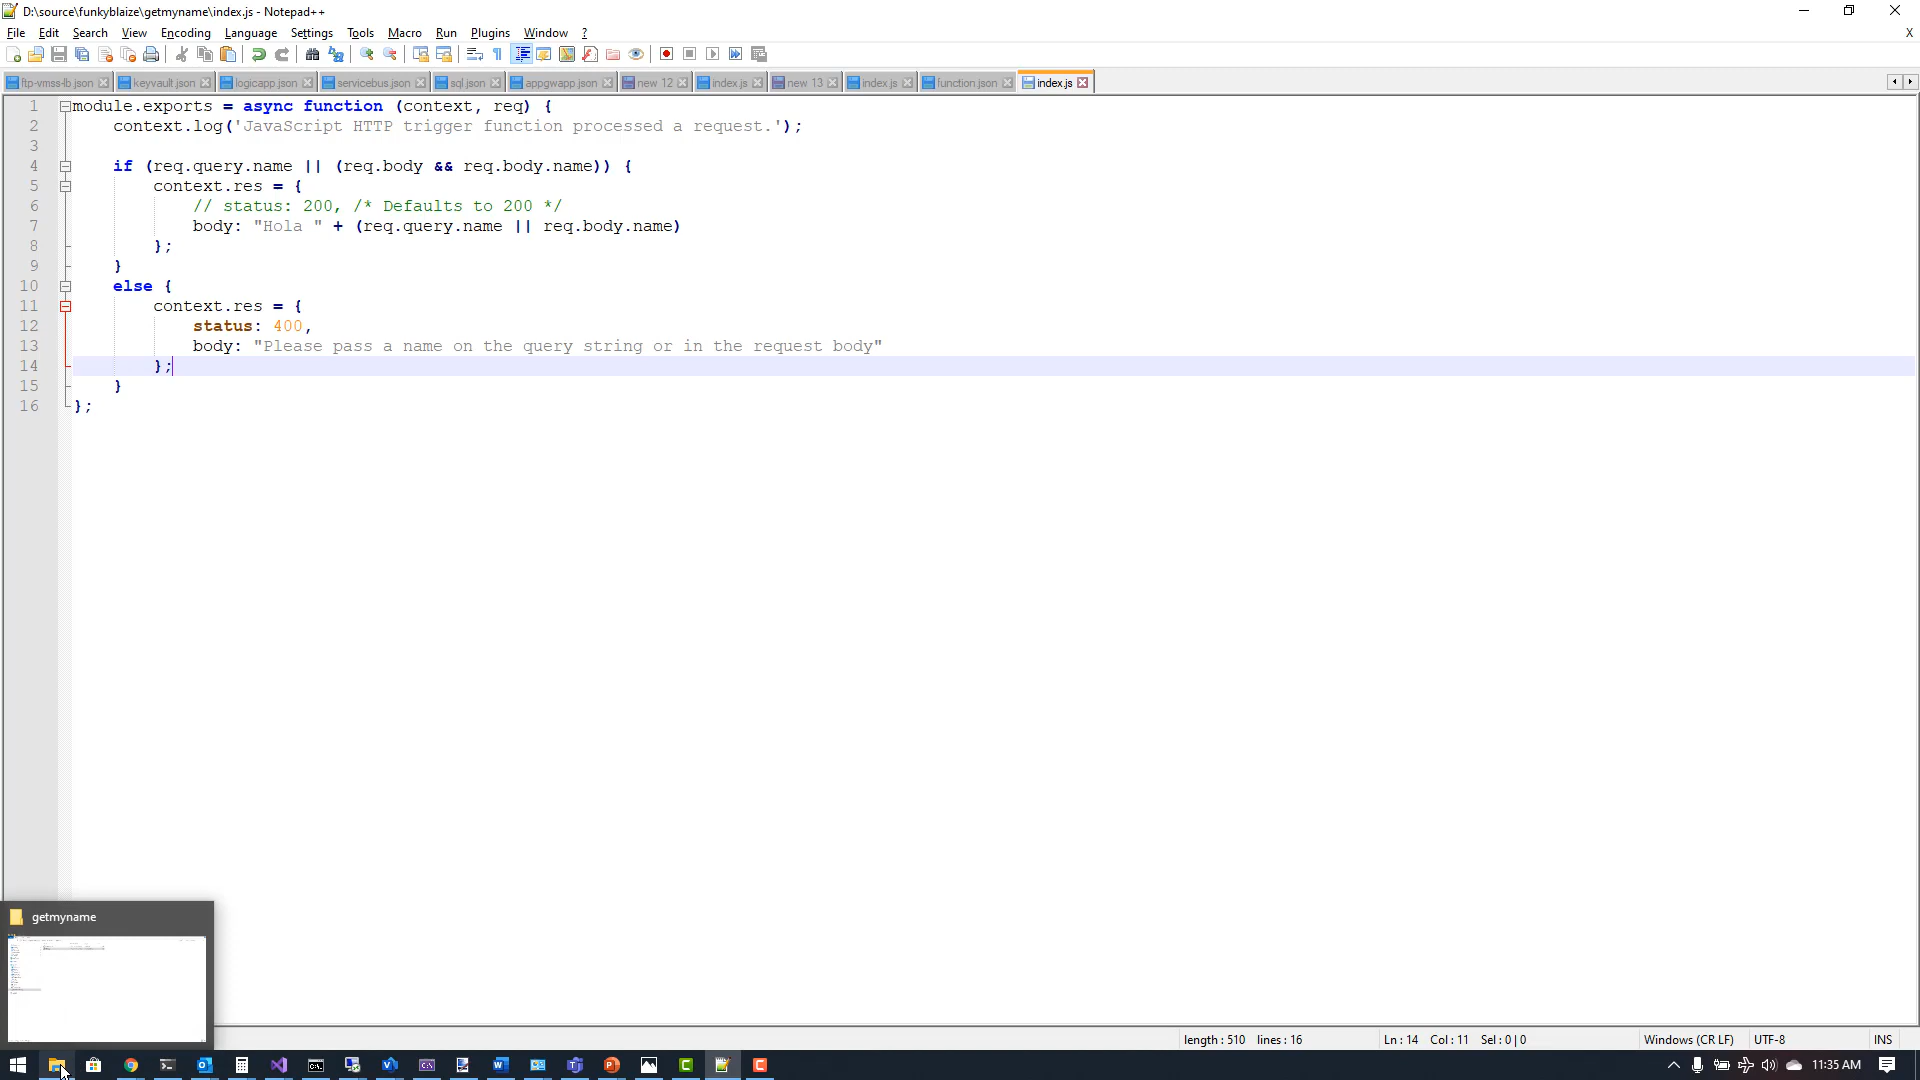 D:\source\funkyblaize\getmyname\index.js - Notepad++
File Edit Search View Encoding Language Settings Tools Macro Run Plugins Window ? X
ftp-vmss-lb.json keyvault.json logicapp.json servicebus.json sql.json appgwapp.json new 12 index.js new 13 index.js function.json index.js
1 module.exports = async function (context, req) {
2 context.log('JavaScript HTTP trigger function processed a request.');
3
4 if (req.query.name || (req.body && req.body.name)) {
5 context.res = {
6 // status: 200, /* Defaults to 200 */
7 body: "Hola " + (req.query.name || req.body.name)
8 };
9 }
10 else {
11 context.res = {
12 status: 400,
13 body: "Please pass a name on the query string or in the request body"
14 };
15 }
16 };
getmyname
length : 510 lines : 16 Ln : 14 Col : 11 Sel : 0 | 0 Windows (CR LF) UTF-8 INS
11:35 AM